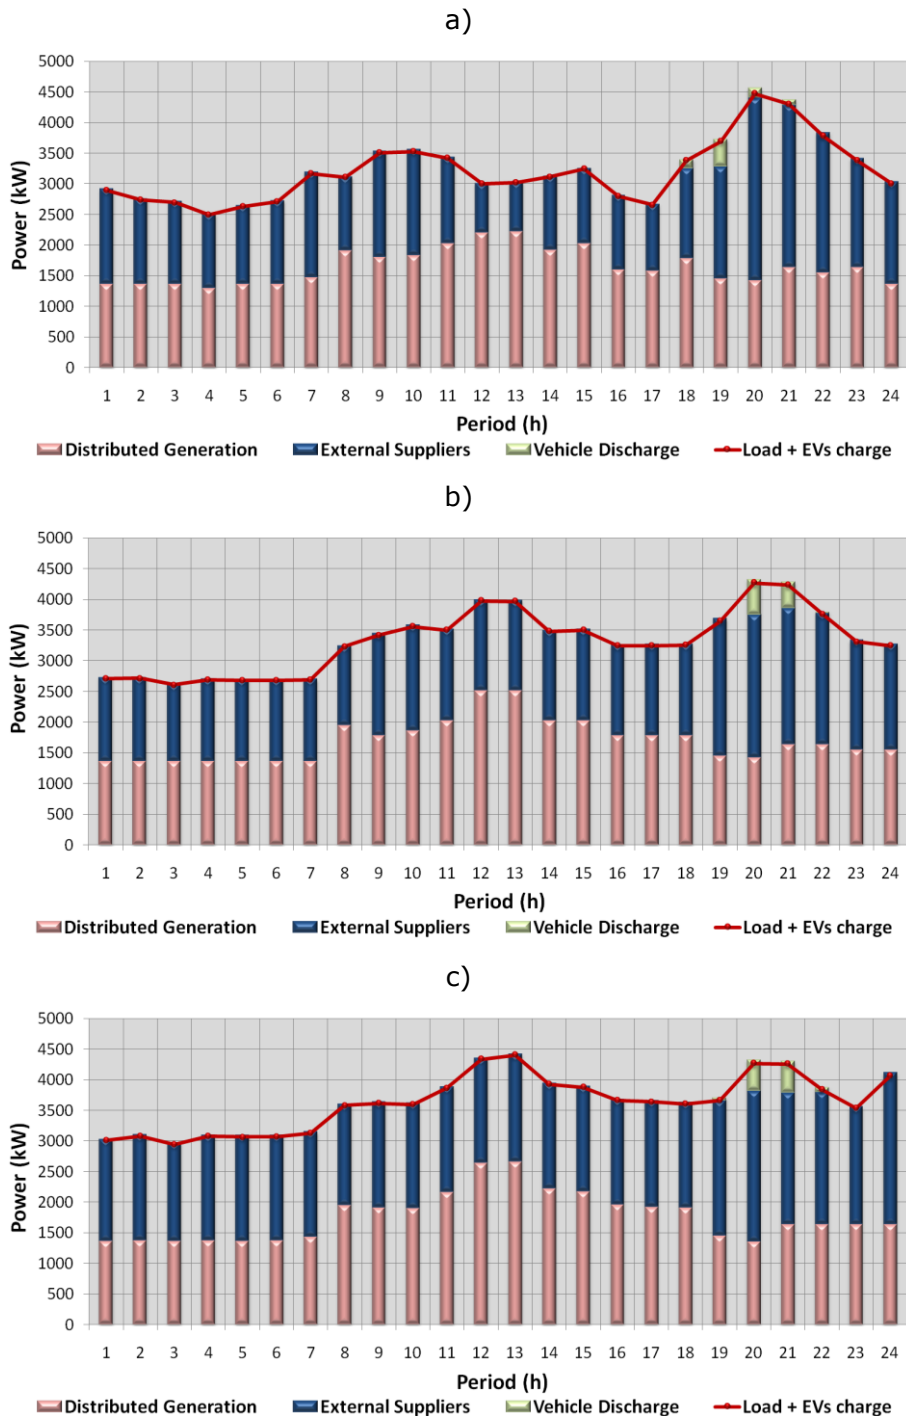 a)
5000
4500
4000
3500
3000
2500
2000
1500
1000
500
0
Power (kW)
1 2 3 4 5 6 7 8 9 10 11 12 13 14 15 16 17 18 19 20 21 22 23 24
Period (h)
Distributed Generation External Suppliers Vehicle Discharge Load + EVs charge
b)
5000
4500
4000
3500
3000
2500
2000
1500
1000
500
0
Power (kW)
1 2 3 4 5 6 7 8 9 10 11 12 13 14 15 16 17 18 19 20 21 22 23 24
Period (h)
Distributed Generation External Suppliers Vehicle Discharge Load + EVs charge
c)
5000
4500
4000
3500
3000
2500
2000
1500
1000
500
0
Power (kW)
1 2 3 4 5 6 7 8 9 10 11 12 13 14 15 16 17 18 19 20 21 22 23 24
Period (h)
Distributed Generation External Suppliers Vehicle Discharge Load + EVs charge